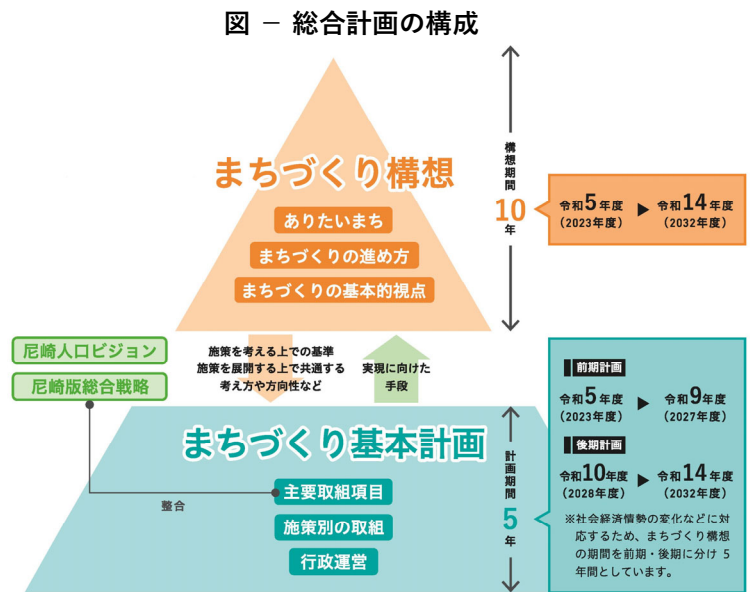 図 － 総合計画の構成
まちづくり構想
ありたいまち
まちづくりの進め方
まちづくりの基本的視点
構想期間
10
年
令和5年度 ▶ 令和14年度
（2023年度） （2032年度）
尼崎人口ビジョン
尼崎版総合戦略
施策を考える上での基準
施策を展開する上で共通する
考え方や方向性など
実現に向けた
手段
まちづくり基本計画
主要取組項目
施策別の取組
行政運営
整合
計画期間
5
年
前期計画
令和5年度 ▶ 令和9年度
（2023年度） （2027年度）
後期計画
令和10年度 ▶ 令和14年度
（2028年度） （2032年度）
※社会経済情勢の変化などに対
応するため、まちづくり構想
の期間を前期・後期に分け 5
年間としています。